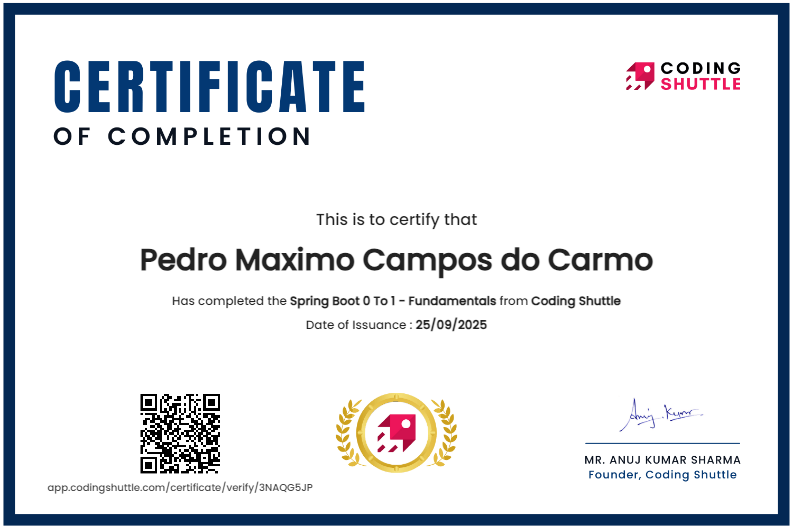 CERTIFICATE
OF COMPLETION
CODING
SHUTTLE
This is to certify that
Pedro Maximo Campos do Carmo
Has completed the Spring Boot 0 To 1 - Fundamentals from Coding Shuttle
Date of Issuance : 25/09/2025
app.codingshuttle.com/certificate/verify/3NAQG5JP
Anuj Kumar
MR. ANUJ KUMAR SHARMA
Founder, Coding Shuttle